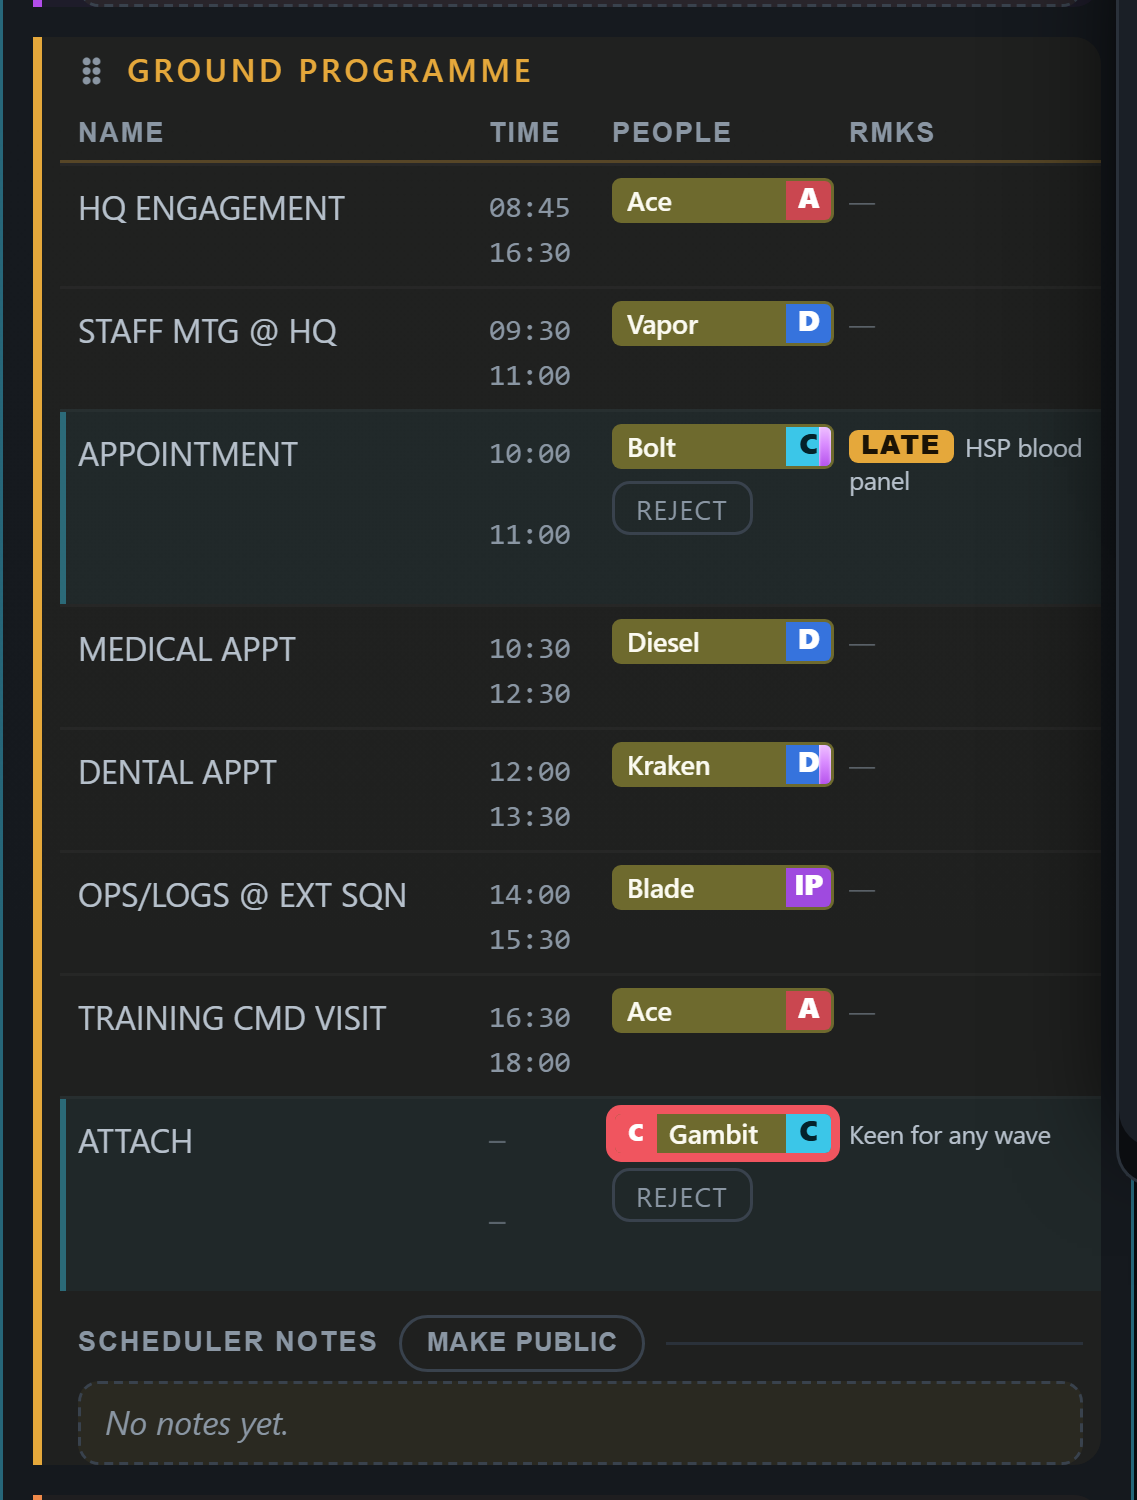 GROUND PROGRAMME
NAME TIME PEOPLE RMKS
HQ ENGAGEMENT 08:45 Ace A —
16:30
STAFF MTG @ HQ 09:30 Vapor D —
11:00
APPOINTMENT 10:00 Bolt C LATE HSP blood
panel
REJECT
11:00
MEDICAL APPT 10:30 Diesel D —
12:30
DENTAL APPT 12:00 Kraken D —
13:30
OPS/LOGS @ EXT SQN 14:00 Blade IP —
15:30
TRAINING CMD VISIT 16:30 Ace A —
18:00
ATTACH – C Gambit C Keen for any wave
REJECT
–
SCHEDULER NOTES MAKE PUBLIC
No notes yet.